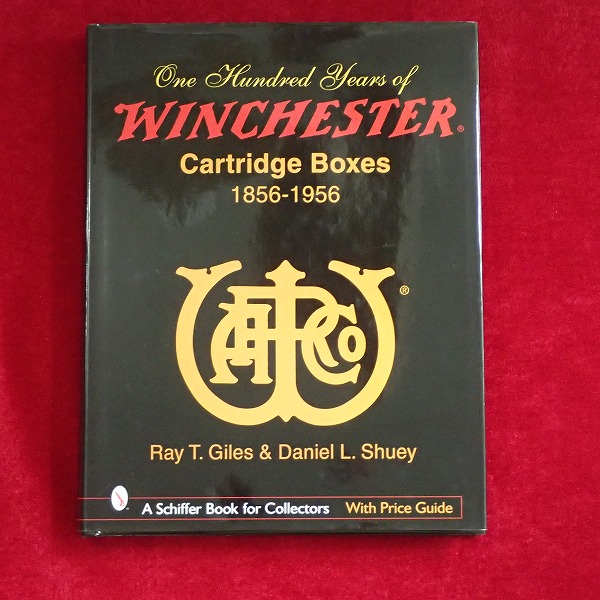 One Hundred Years of
WINCHESTER®
Cartridge Boxes
1856-1956
W R A Co ®
Ray T. Giles & Daniel L. Shuey
A Schiffer Book for Collectors With Price Guide